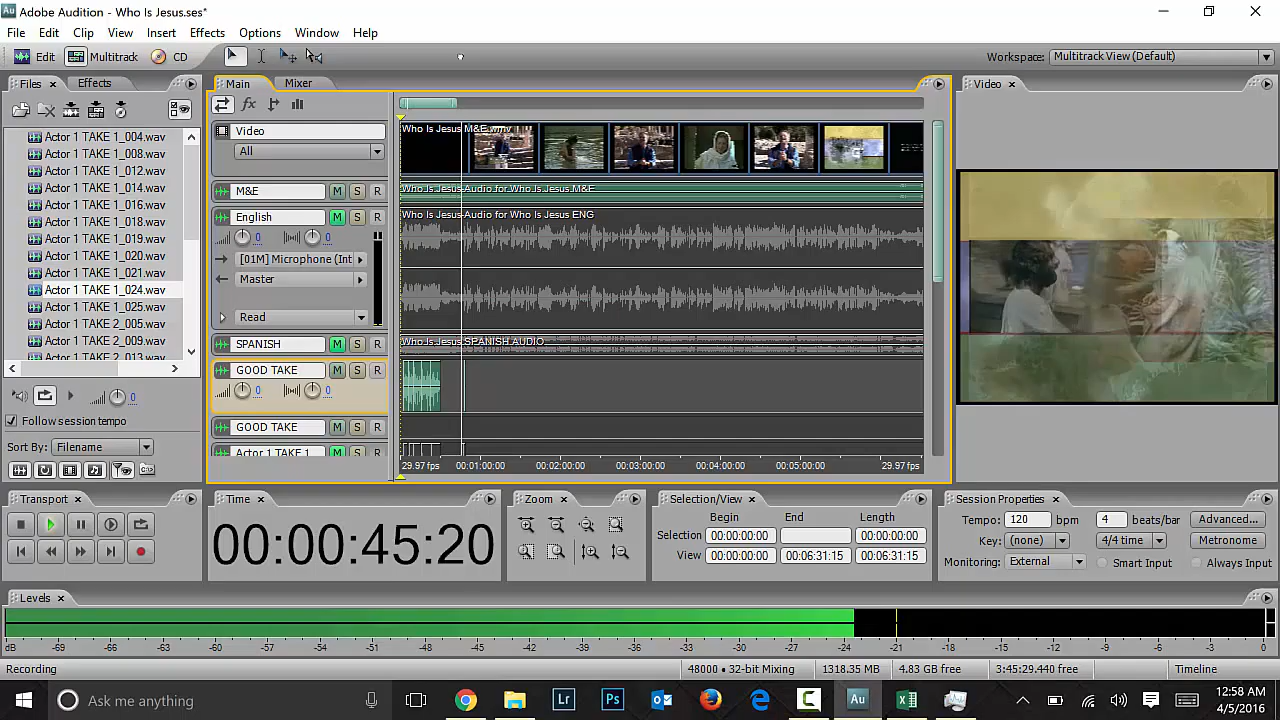 Au Adobe Audition - Who Is Jesus.ses*
File Edit Clip View Insert Effects Options Window Help
Edit Multitrack CD
Workspace: Multitrack View (Default)
Files × Effects
Actor 1 TAKE 1_004.wav
Actor 1 TAKE 1_008.wav
Actor 1 TAKE 1_012.wav
Actor 1 TAKE 1_014.wav
Actor 1 TAKE 1_016.wav
Actor 1 TAKE 1_018.wav
Actor 1 TAKE 1_019.wav
Actor 1 TAKE 1_020.wav
Actor 1 TAKE 1_021.wav
Actor 1 TAKE 1_024.wav
Actor 1 TAKE 1_025.wav
Actor 1 TAKE 2_005.wav
Actor 1 TAKE 2_009.wav
Actor 1 TAKE 2_013.wav
0
Follow session tempo
Sort By: Filename
Main Mixer
fx
Video
All
Who Is Jesus M&E.wmv
M&E M S R
Who Is Jesus-Audio for Who Is Jesus M&E
English M S R
Who Is Jesus-Audio for Who Is Jesus ENG
0 0
[01M] Microphone (Int
Master
Read
SPANISH M S R
Who Is Jesus SPANISH AUDIO
GOOD TAKE M S R
0 0
GOOD TAKE M S R
Actor 1 TAKE 1 M S R
29.97 fps 00:01:00:00 00:02:00:00 00:03:00:00 00:04:00:00 00:05:00:00 29.97 fps
Video ×
Transport ×
Time ×
00:00:45:20
Zoom ×
Selection/View ×
Begin End Length
Selection 00:00:00:00 00:00:00:00
View 00:00:00:00 00:06:31:15 00:06:31:15
Session Properties ×
Tempo: 120 bpm 4 beats/bar Advanced...
Key: (none) 4/4 time Metronome
Monitoring: External Smart Input Always Input
Levels ×
dB -69 -66 -63 -60 -57 -54 -51 -48 -45 -42 -39 -36 -33 -30 -27 -24 -21 -18 -15 -12 -9 -6 -3 0
Recording
48000 • 32-bit Mixing 1318.35 MB 4.83 GB free 3:45:29.440 free Timeline
Ask me anything
Lr Ps Au
12:58 AM
4/5/2016